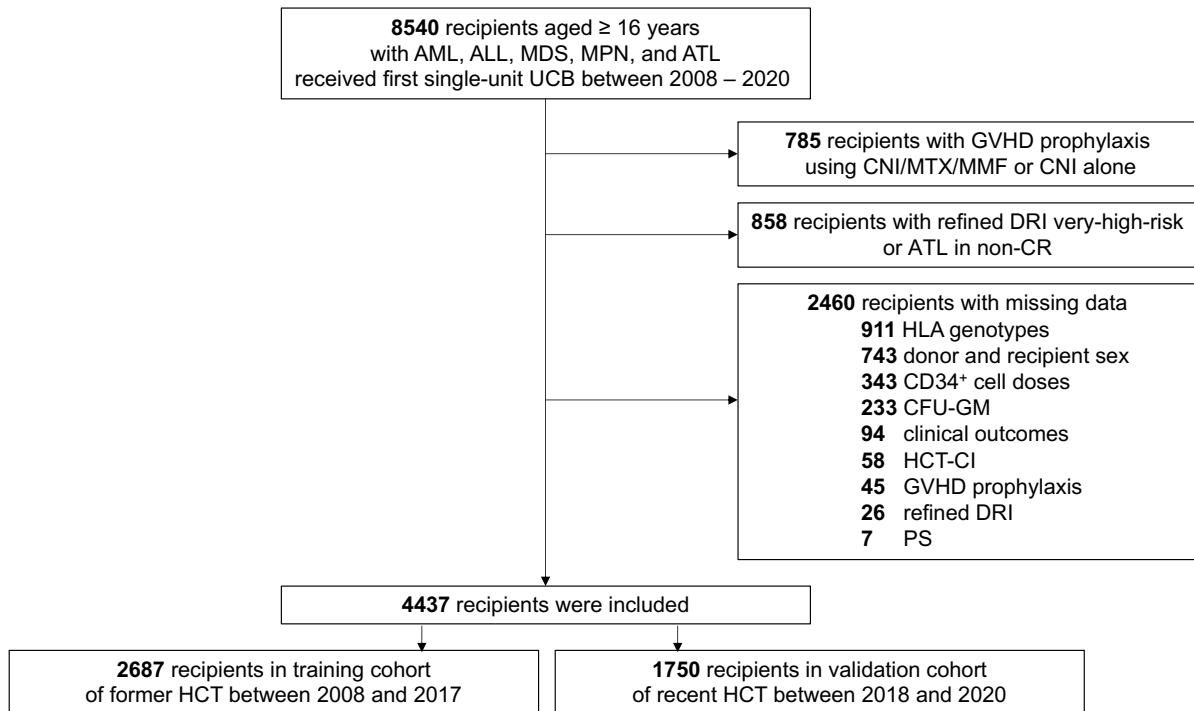 8540 recipients aged ≥ 16 years
with AML, ALL, MDS, MPN, and ATL
received first single-unit UCB between 2008 – 2020
785 recipients with GVHD prophylaxis
using CNI/MTX/MMF or CNI alone
858 recipients with refined DRI very-high-risk
or ATL in non-CR
2460 recipients with missing data
911 HLA genotypes
743 donor and recipient sex
343 CD34⁺ cell doses
233 CFU-GM
94 clinical outcomes
58 HCT-CI
45 GVHD prophylaxis
26 refined DRI
7 PS
4437 recipients were included
2687 recipients in training cohort
of former HCT between 2008 and 2017
1750 recipients in validation cohort
of recent HCT between 2018 and 2020